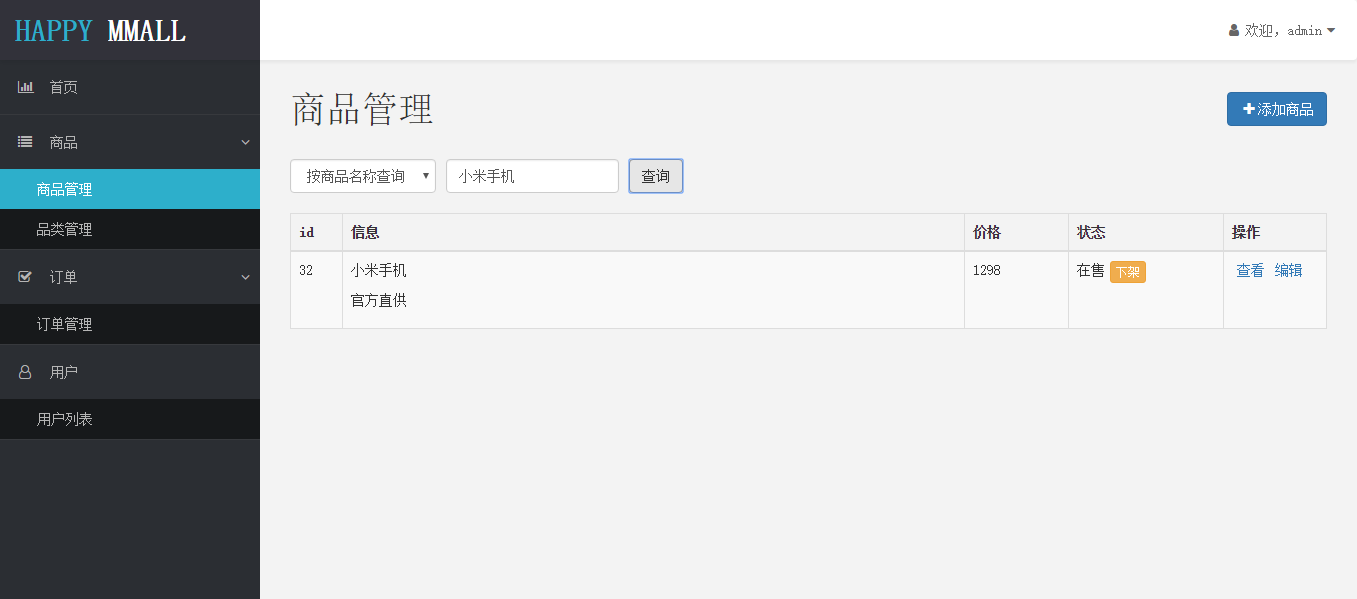 HAPPY MMALL
欢迎，admin
首页
商品
商品管理
品类管理
订单
订单管理
用户
用户列表
商品管理
添加商品
按商品名称查询 小米手机 查询
id 信息 价格 状态 操作
32 小米手机 1298 在售 下架 查看 编辑
官方直供